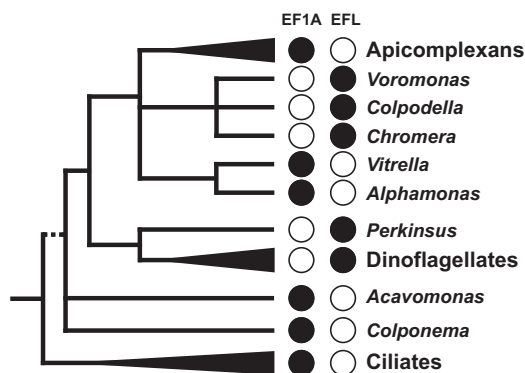 EF1A EFL
Apicomplexans
Voromonas
Colpodella
Chromera
Vitrella
Alphamonas
Perkinsus
Dinoflagellates
Acavomonas
Colponema
Ciliates